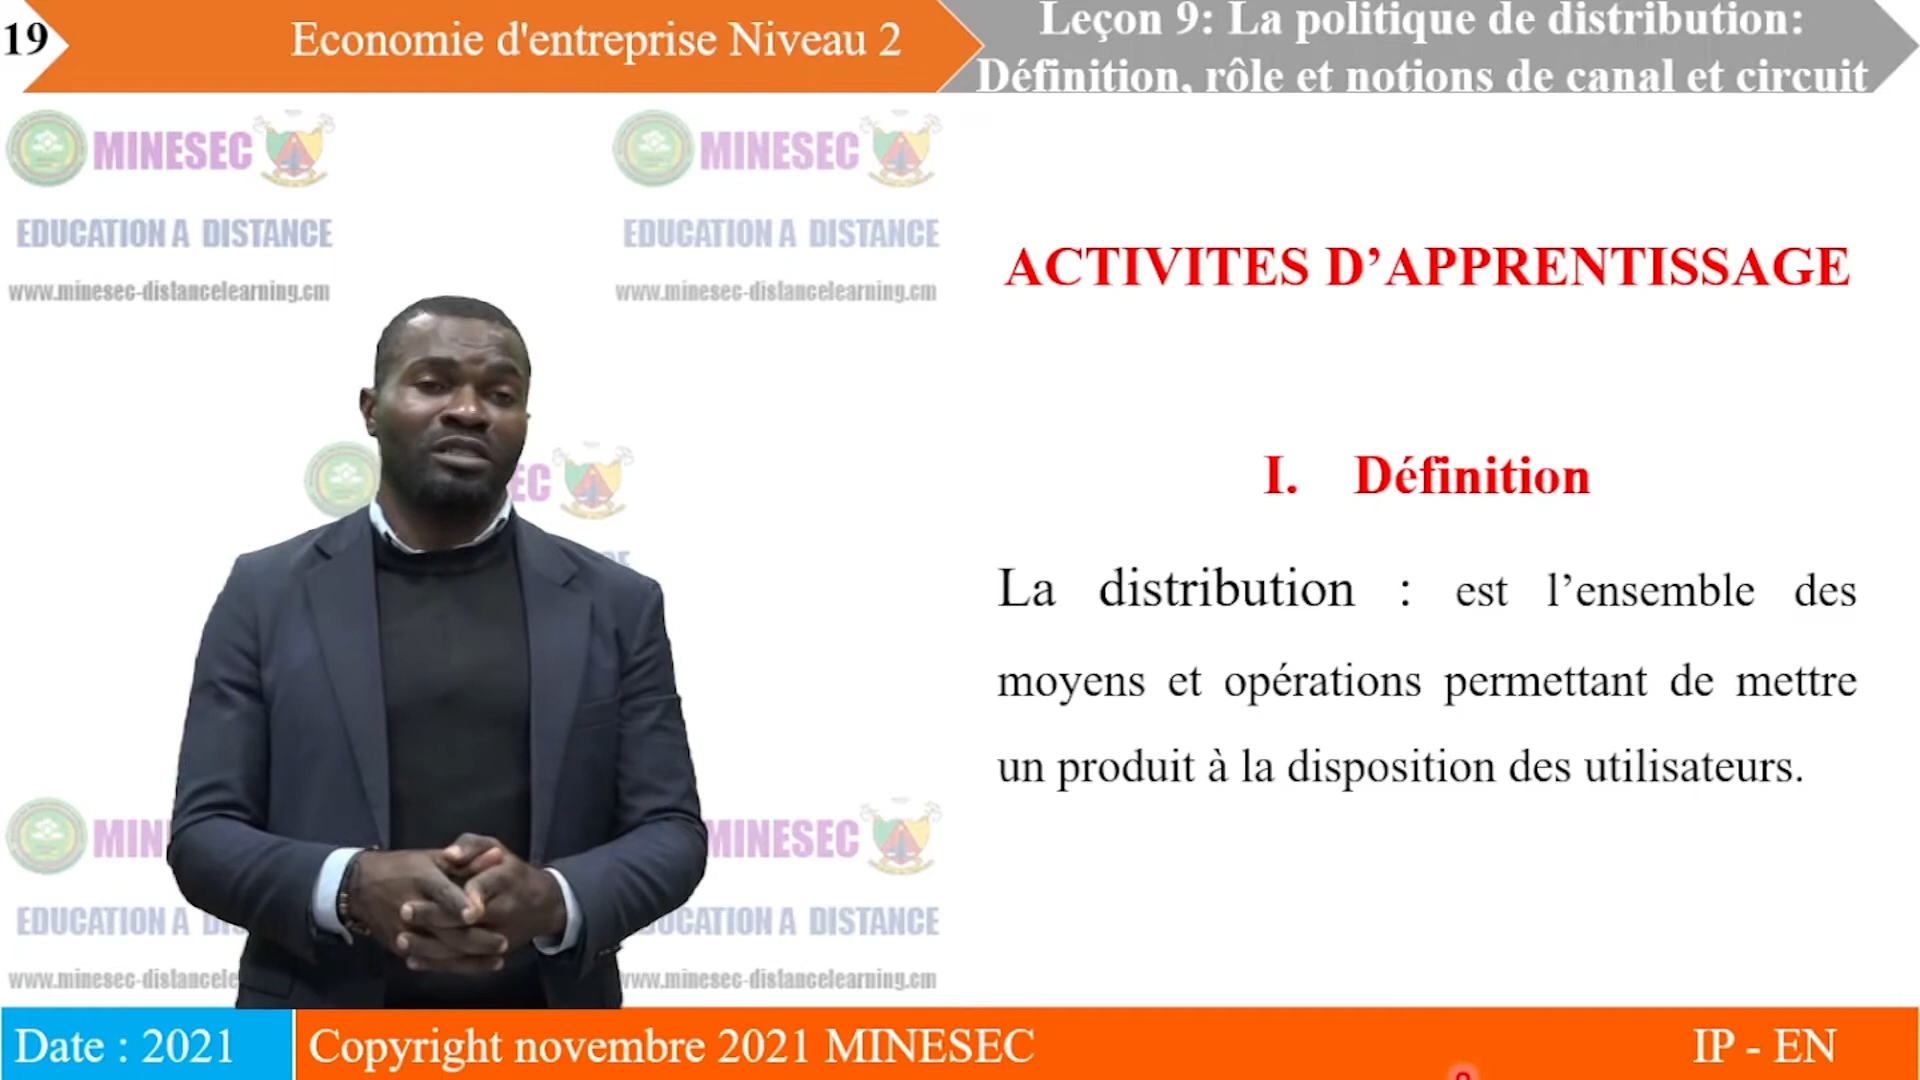 19
Economie d'entreprise Niveau 2
Leçon 9: La politique de distribution:
Définition, rôle et notions de canal et circuit
MINESEC
MINESEC
EDUCATION A DISTANCE
EDUCATION A DISTANCE
www.minesec-distancelearning.cm
www.minesec-distancelearning.cm
ACTIVITES D’APPRENTISSAGE
I. Définition
La distribution : est l’ensemble des
moyens et opérations permettant de mettre
un produit à la disposition des utilisateurs.
MINESEC
EDUCATION A
DISTANCE
www.minesec-distancelearning.cm
Date : 2021
Copyright novembre 2021 MINESEC
IP - EN